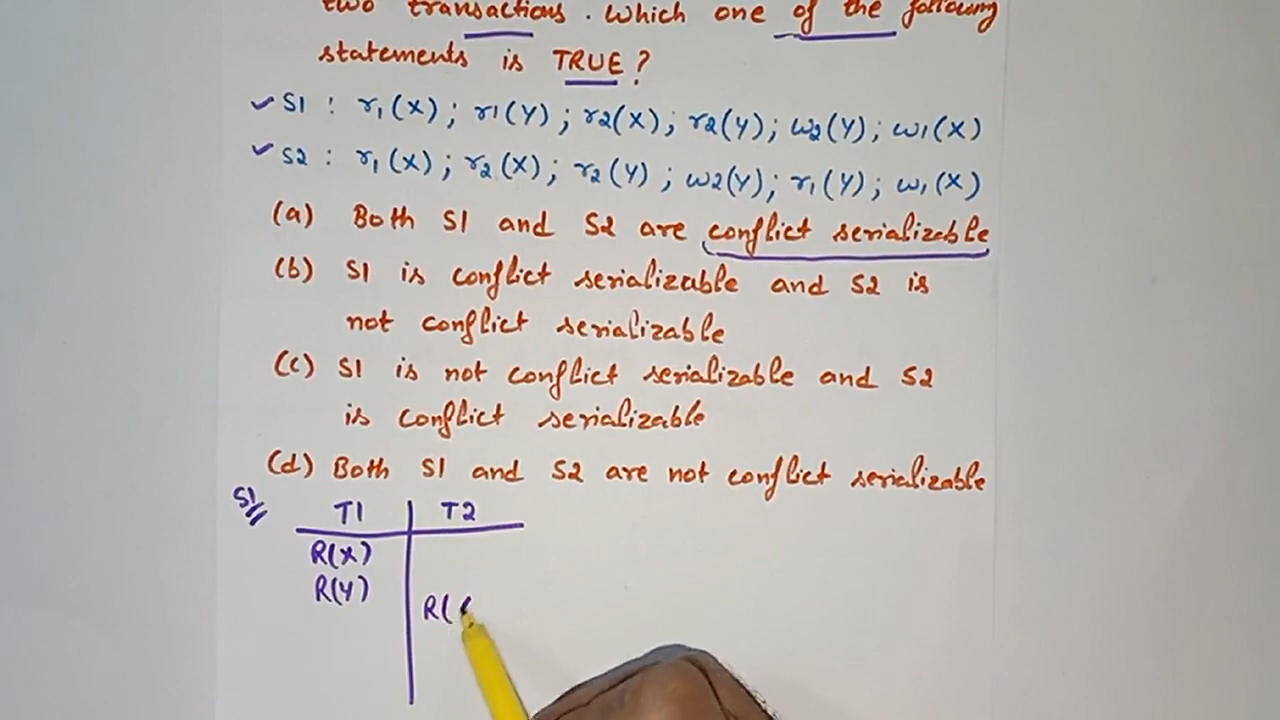 two transactions. Which one of the following
statements is TRUE?
S1 : r1(X); r1(Y); r2(X); r2(Y); w2(Y); w1(X)
S2 : r1(X); r2(X); r2(Y); w2(Y); r1(Y); w1(X)
(a) Both S1 and S2 are conflict serializable
(b) S1 is conflict serializable and S2 is
not conflict serializable
(c) S1 is not conflict serializable and S2
is conflict serializable
(d) Both S1 and S2 are not conflict serializable
S1
T1 T2
R(X)
R(Y)
R(